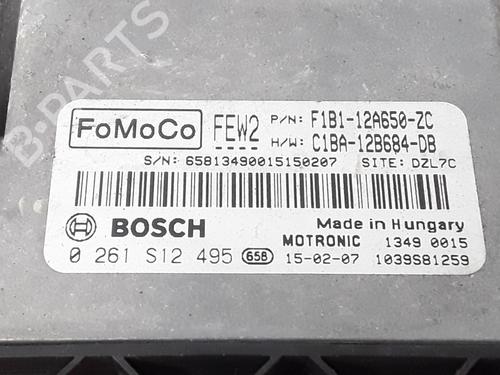 B-PARTS
FoMoCo FEW2 P/N: F1B1-12A650-ZC
H/W: C1BA-12B684-DB
S/N: 65813490015150207 SITE: DZL7C
BOSCH Made in Hungary
MOTRONIC 1349 0015
0 261 S12 495 658 15-02-07 1039S81259